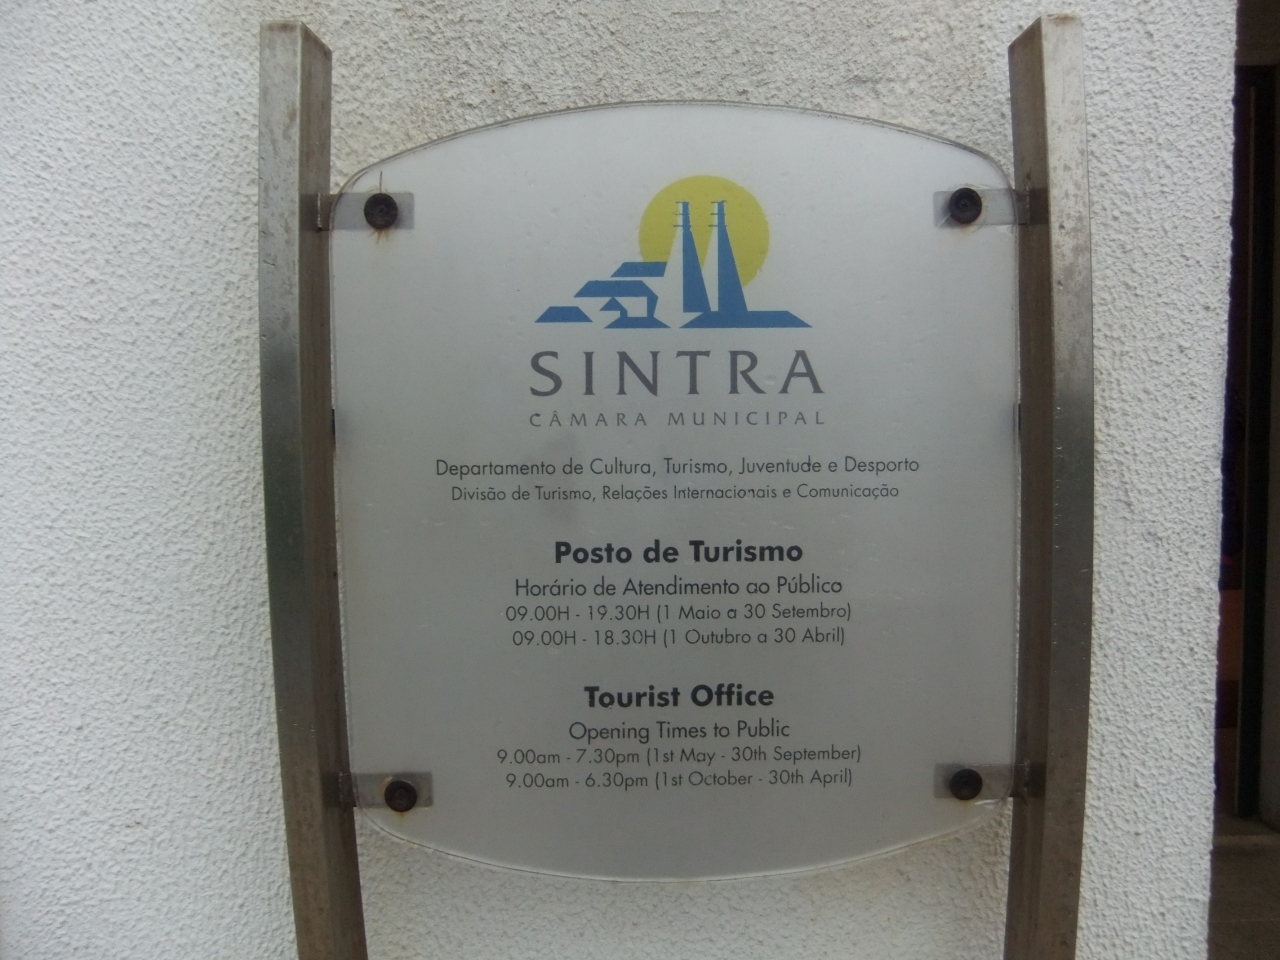 SINTRA
CÂMARA MUNICIPAL
Departamento de Cultura, Turismo, Juventude e Desporto
Divisão de Turismo, Relações Internacionais e Comunicação
Posto de Turismo
Horário de Atendimento ao Público
09.00H - 19.30H (1 Maio a 30 Setembro)
09.00H - 18.30H (1 Outubro a 30 Abril)
Tourist Office
Opening Times to Public
9.00am - 7.30pm (1st May - 30th September)
9.00am - 6.30pm (1st October - 30th April)